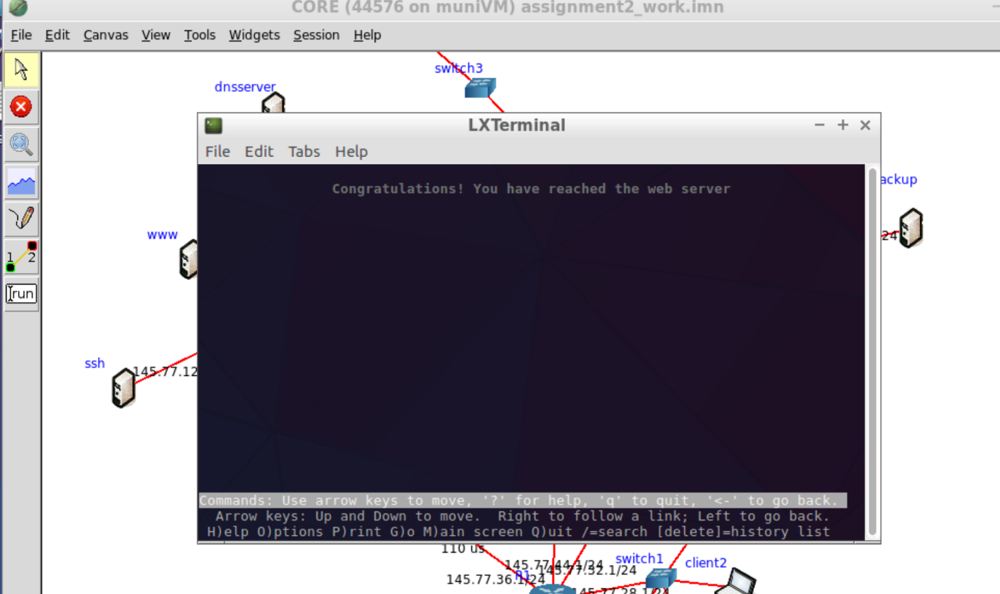 CORE (44576 on muniVM) assignment2_work.imn
File Edit Canvas View Tools Widgets Session Help
switch3
dnsserver
LXTerminal
File Edit Tabs Help
Congratulations! You have reached the web server
ackup
24
www
1 2
run
ssh
145.77.12
Commands: Use arrow keys to move, '?' for help, 'q' to quit, '<-' to go back.
Arrow keys: Up and Down to move. Right to follow a link; Left to go back.
H)elp O)ptions P)rint G)o M)ain screen Q)uit /=search [delete]=history list
110 us
switch1
client2
145.77.44.1/24
145.77.52.1/24
R1
145.77.36.1/24
145.77.28.1/24